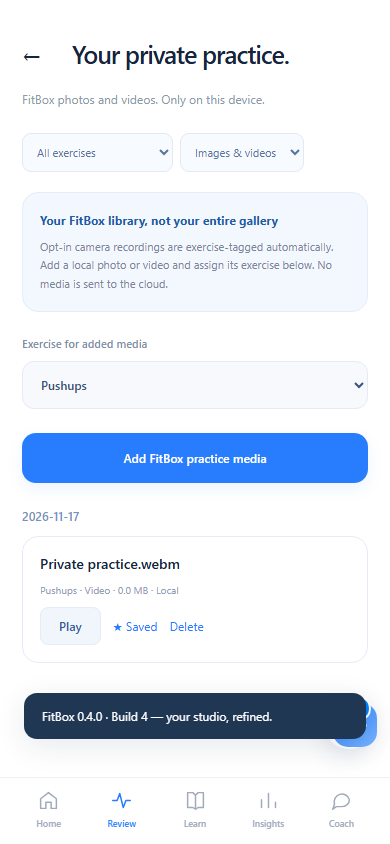 ← Your private practice.
FitBox photos and videos. Only on this device.
All exercises
Images & videos
Your FitBox library, not your entire gallery
Opt-in camera recordings are exercise-tagged automatically.
Add a local photo or video and assign its exercise below. No
media is sent to the cloud.
Exercise for added media
Pushups
Add FitBox practice media
2026-11-17
Private practice.webm
Pushups · Video · 0.0 MB · Local
Play
★ Saved
Delete
FitBox 0.4.0 · Build 4 — your studio, refined.
Home
Review
Learn
Insights
Coach